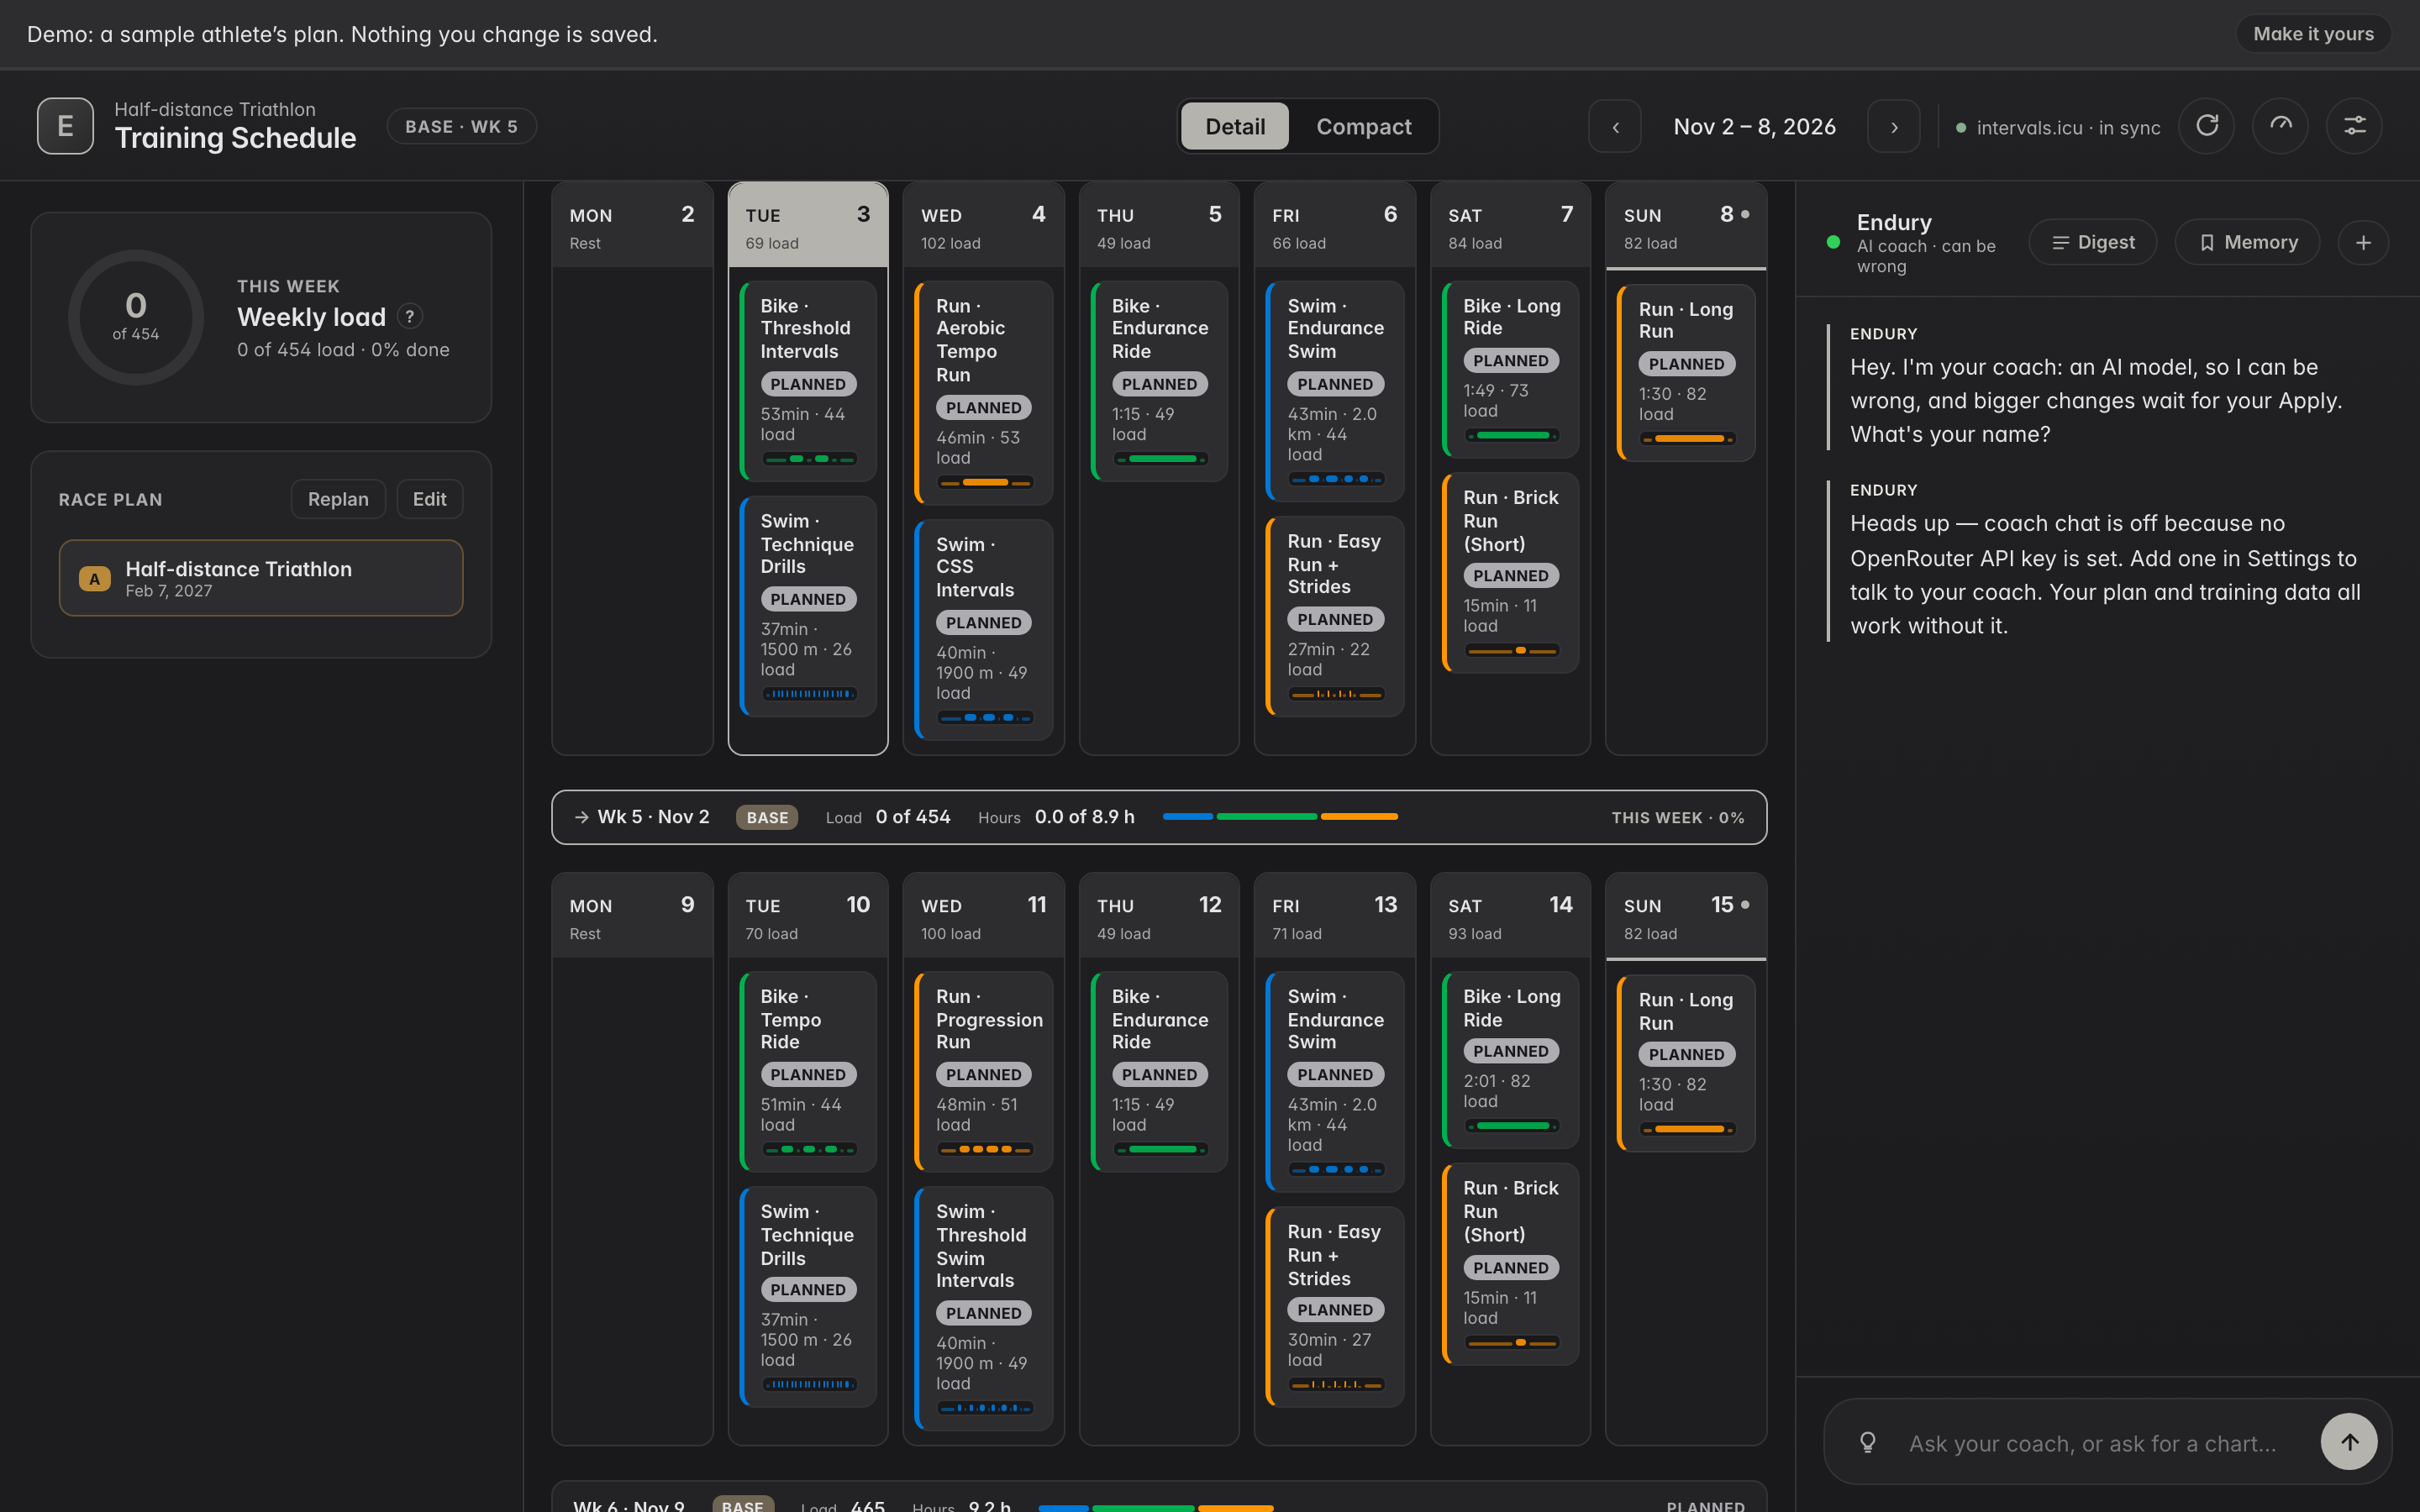 Demo: a sample athlete’s plan. Nothing you change is saved.
Make it yours
E
Half-distance Triathlon
Training Schedule
BASE · WK 5
Detail
Compact
‹
Nov 2 – 8, 2026
›
intervals.icu · in sync
0
of 454
THIS WEEK
Weekly load ?
0 of 454 load · 0% done
RACE PLAN
Replan
Edit
A
Half-distance Triathlon
Feb 7, 2027
MON 2
Rest
TUE 3
69 load
Bike ·
Threshold
Intervals
PLANNED
53min · 44
load
Swim ·
Technique
Drills
PLANNED
37min ·
1500 m · 26
load
WED 4
102 load
Run ·
Aerobic
Tempo
Run
PLANNED
46min · 53
load
Swim ·
CSS
Intervals
PLANNED
40min ·
1900 m · 49
load
THU 5
49 load
Bike ·
Endurance
Ride
PLANNED
1:15 · 49
load
FRI 6
66 load
Swim ·
Endurance
Swim
PLANNED
43min · 2.0
km · 44
load
Run · Easy
Run +
Strides
PLANNED
27min · 22
load
SAT 7
84 load
Bike · Long
Ride
PLANNED
1:49 · 73
load
Run · Brick
Run
(Short)
PLANNED
15min · 11
load
SUN 8
82 load
Run · Long
Run
PLANNED
1:30 · 82
load
→ Wk 5 · Nov 2 BASE Load 0 of 454 Hours 0.0 of 8.9 h THIS WEEK · 0%
MON 9
Rest
TUE 10
70 load
Bike ·
Tempo
Ride
PLANNED
51min · 44
load
Swim ·
Technique
Drills
PLANNED
37min ·
1500 m · 26
load
WED 11
100 load
Run ·
Progression
Run
PLANNED
48min · 51
load
Swim ·
Threshold
Swim
Intervals
PLANNED
40min ·
1900 m · 49
load
THU 12
49 load
Bike ·
Endurance
Ride
PLANNED
1:15 · 49
load
FRI 13
71 load
Swim ·
Endurance
Swim
PLANNED
43min · 2.0
km · 44
load
Run · Easy
Run +
Strides
PLANNED
30min · 27
load
SAT 14
93 load
Bike · Long
Ride
PLANNED
2:01 · 82
load
Run · Brick
Run
(Short)
PLANNED
15min · 11
load
SUN 15
82 load
Run · Long
Run
PLANNED
1:30 · 82
load
Wk 6 · Nov 9 BASE Load 465 Hours 9.2 h PLANNED
Endury
AI coach · can be
wrong
Digest
Memory
+
ENDURY
Hey. I'm your coach: an AI model, so I can be
wrong, and bigger changes wait for your Apply.
What's your name?
ENDURY
Heads up — coach chat is off because no
OpenRouter API key is set. Add one in Settings to
talk to your coach. Your plan and training data all
work without it.
Ask your coach, or ask for a chart…